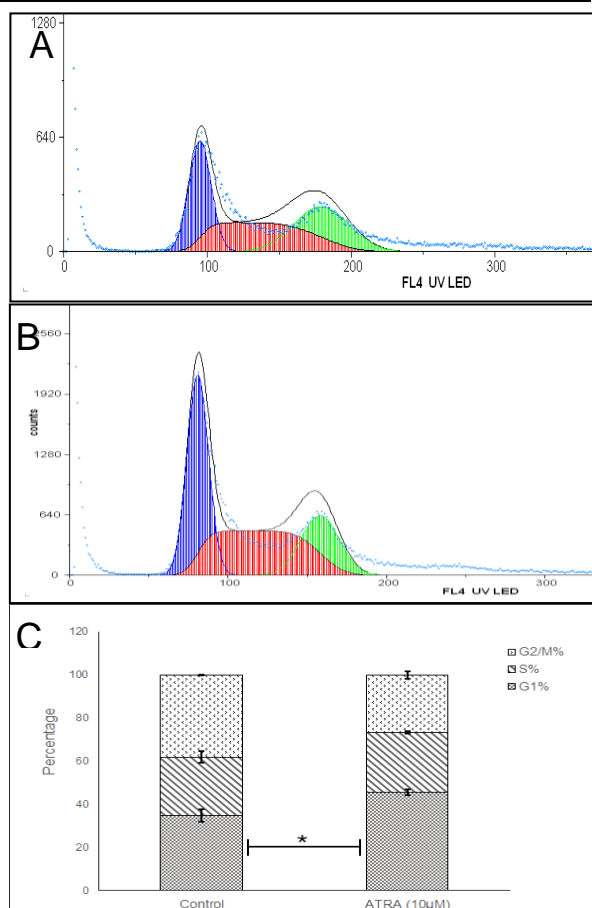 A
1280
640
0
0 100 200 300
FL4 UV LED
B
2560
1920
1280
640
0
counts
0 100 200 300
FL4 UV LED
C
120
100
80
60
40
20
0
Percentage
G2/M%
S%
G1%
*
Control ATRA (10µM)